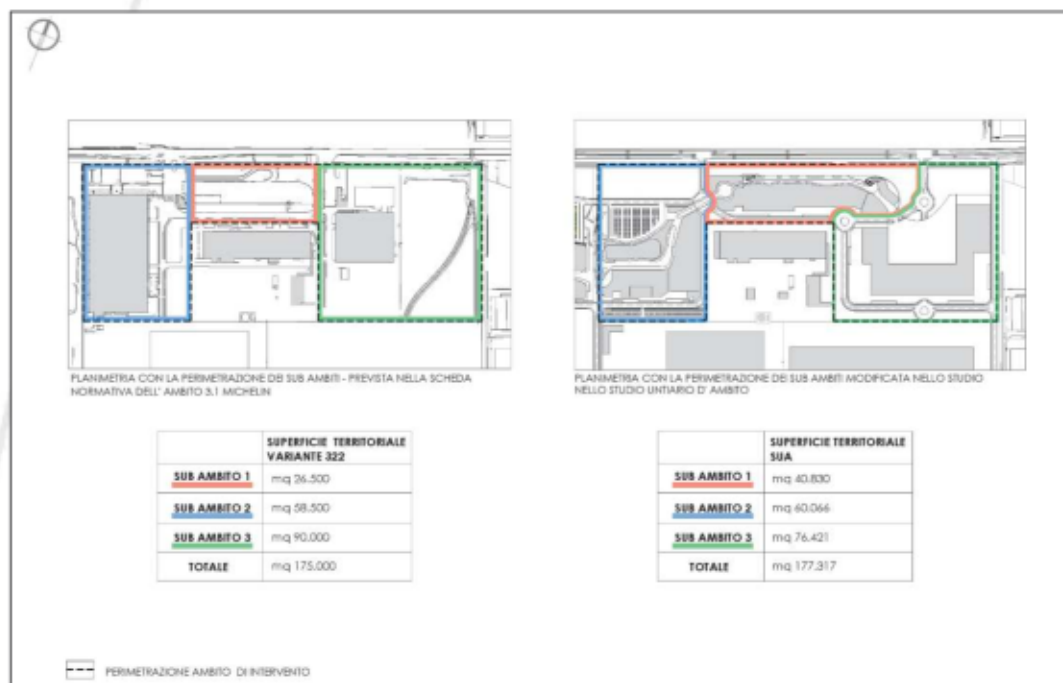 PLANIMETRIA CON LA PERIMETRAZIONE DEI SUB AMBITI - PREVISTA NELLA SCHEDA
NORMATIVA DELL' AMBITO 3.1 MICHELIN
PLANIMETRIA CON LA PERIMETRAZIONE DEI SUB AMBITI MODIFICATA NELLO STUDIO
NELLO STUDIO UNTIARIO D' AMBITO
SUPERFICIE TERRITORIALE
VARIANTE 322
SUB AMBITO 1 mq 26.500
SUB AMBITO 2 mq 58.500
SUB AMBITO 3 mq 90.000
TOTALE mq 175.000
SUPERFICIE TERRITORIALE
SUA
SUB AMBITO 1 mq 40.830
SUB AMBITO 2 mq 60.066
SUB AMBITO 3 mq 76.421
TOTALE mq 177.317
PERIMETRAZIONE AMBITO DI INTERVENTO